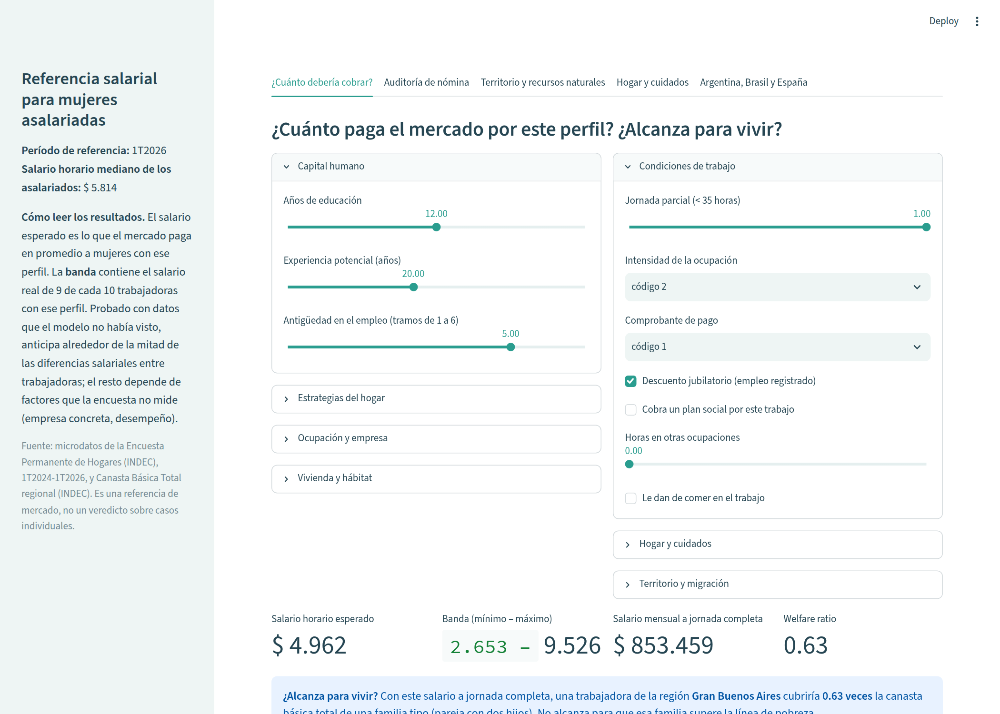 Deploy
Referencia salarial
para mujeres
asalariadas
Período de referencia: 1T2026
Salario horario mediano de los
asalariados: $ 5.814
Cómo leer los resultados. El salario
esperado es lo que el mercado paga
en promedio a mujeres con ese
perfil. La banda contiene el salario
real de 9 de cada 10 trabajadoras
con ese perfil. Probado con datos
que el modelo no había visto,
anticipa alrededor de la mitad de
las diferencias salariales entre
trabajadoras; el resto depende de
factores que la encuesta no mide
(empresa concreta, desempeño).
Fuente: microdatos de la Encuesta
Permanente de Hogares (INDEC),
1T2024-1T2026, y Canasta Básica Total
regional (INDEC). Es una referencia de
mercado, no un veredicto sobre casos
individuales.
¿Cuánto debería cobrar? Auditoría de nómina Territorio y recursos naturales Hogar y cuidados Argentina, Brasil y España
¿Cuánto paga el mercado por este perfil? ¿Alcanza para vivir?
Capital humano
Años de educación
12.00
Experiencia potencial (años)
20.00
Antigüedad en el empleo (tramos de 1 a 6)
5.00
Estrategias del hogar
Ocupación y empresa
Vivienda y hábitat
Condiciones de trabajo
Jornada parcial (< 35 horas)
1.00
Intensidad de la ocupación
código 2
Comprobante de pago
código 1
Descuento jubilatorio (empleo registrado)
Cobra un plan social por este trabajo
Horas en otras ocupaciones
0.00
Le dan de comer en el trabajo
Hogar y cuidados
Territorio y migración
Salario horario esperado
$ 4.962
Banda (mínimo – máximo)
2.653 – 9.526
Salario mensual a jornada completa
$ 853.459
Welfare ratio
0.63
¿Alcanza para vivir? Con este salario a jornada completa, una trabajadora de la región Gran Buenos Aires cubriría 0.63 veces la canasta
básica total de una familia tipo (pareja con dos hijos). No alcanza para que esa familia supere la línea de pobreza.